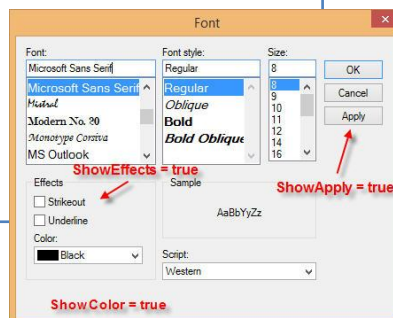 Font
Font:
Font style:
Size:
Microsoft Sans Serif
Regular
8
OK
Microsoft Sans Serif
Mistral
Modern No. 20
Monotype Corsiva
MS Outlook
Regular
Oblique
Bold
Bold Oblique
8
9
10
11
12
14
16
Cancel
Apply
ShowEffects = true
ShowApply = true
Effects
Strikeout
Underline
Color:
Black
Sample
AaBbYyZz
Script:
Western
ShowColor = true